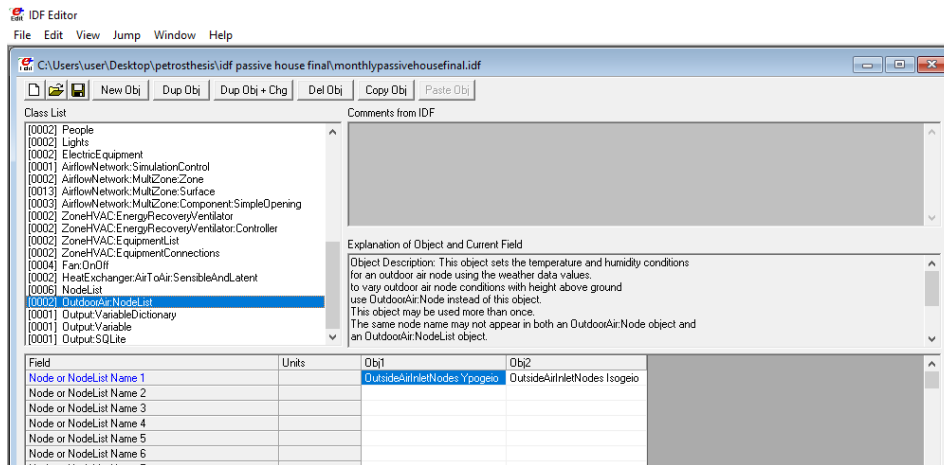 IDF Editor
File Edit View Jump Window Help
C:\Users\user\Desktop\petrosthesis\idf passive house final\monthlypassivehousefinal.idf
New Obj Dup Obj Dup Obj + Chg Del Obj Copy Obj Paste Obj
Class List
Comments from IDF
[0002] People
[0002] Lights
[0002] ElectricEquipment
[0001] AirflowNetwork:SimulationControl
[0002] AirflowNetwork:MultiZone:Zone
[0013] AirflowNetwork:MultiZone:Surface
[0003] AirflowNetwork:MultiZone:Component:SimpleOpening
[0002] ZoneHVAC:EnergyRecoveryVentilator
[0002] ZoneHVAC:EnergyRecoveryVentilator:Controller
[0002] ZoneHVAC:EquipmentList
[0002] ZoneHVAC:EquipmentConnections
[0004] Fan:OnOff
[0002] HeatExchanger:AirToAir:SensibleAndLatent
[0006] NodeList
[0002] OutdoorAir:NodeList
[0001] Output:VariableDictionary
[0001] Output:Variable
[0001] Output:SQLite
Explanation of Object and Current Field
Object Description: This object sets the temperature and humidity conditions
for an outdoor air node using the weather data values.
to vary outdoor air node conditions with height above ground
use OutdoorAir:Node instead of this object.
This object may be used more than once.
The same node name may not appear in both an OutdoorAir:Node object and
an OutdoorAir:NodeList object.
Field Units Obj1 Obj2
Node or NodeList Name 1 OutsideAirInletNodes Ypogeio OutsideAirInletNodes Isogeio
Node or NodeList Name 2
Node or NodeList Name 3
Node or NodeList Name 4
Node or NodeList Name 5
Node or NodeList Name 6